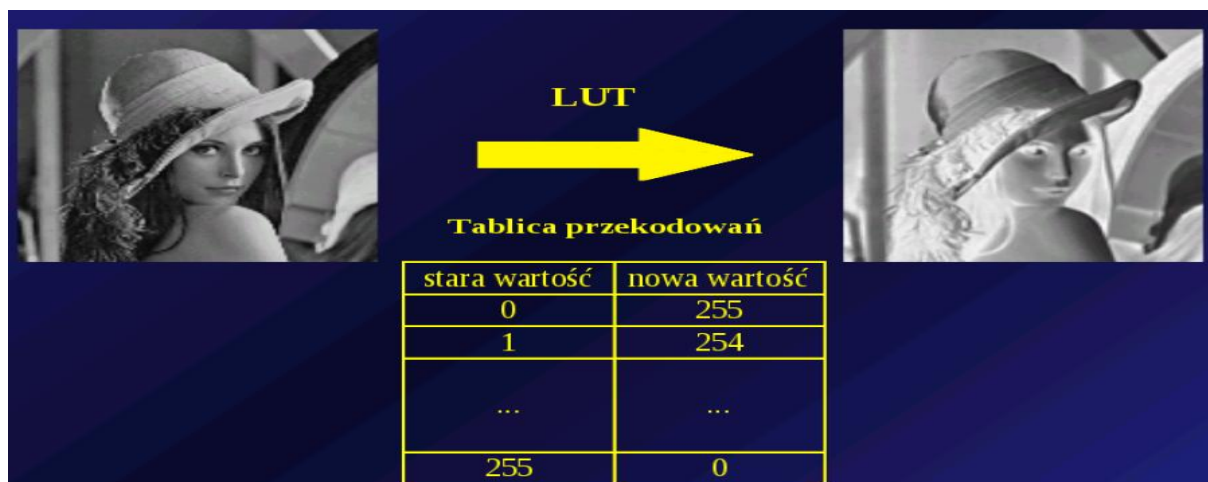 LUT
Tablica przekodowań
stara wartość nowa wartość
0 255
1 254
... ...
255 0